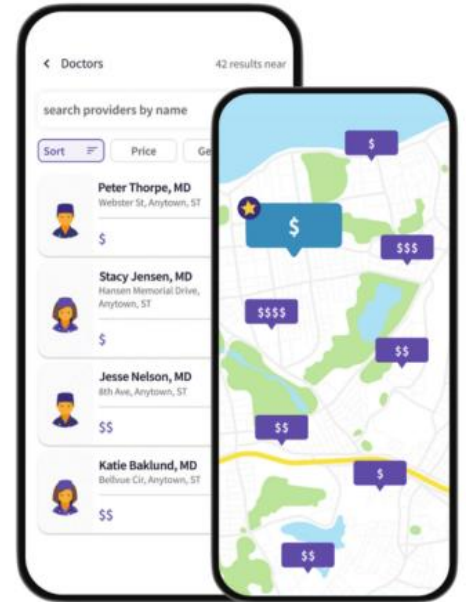 Doctors
42 results near
search providers by name
Sort
Price
Ge
Peter Thorpe, MD
Webster St, Anytown, ST
$
Stacy Jensen, MD
Hansen Memorial Drive,
Anytown, ST
$
Jesse Nelson, MD
8th Ave, Anytown, ST
$$
Katie Baklund, MD
Bellvue Cir, Anytown, ST
$$
$
$
$$$
$$$$
$$
$$
$
$$